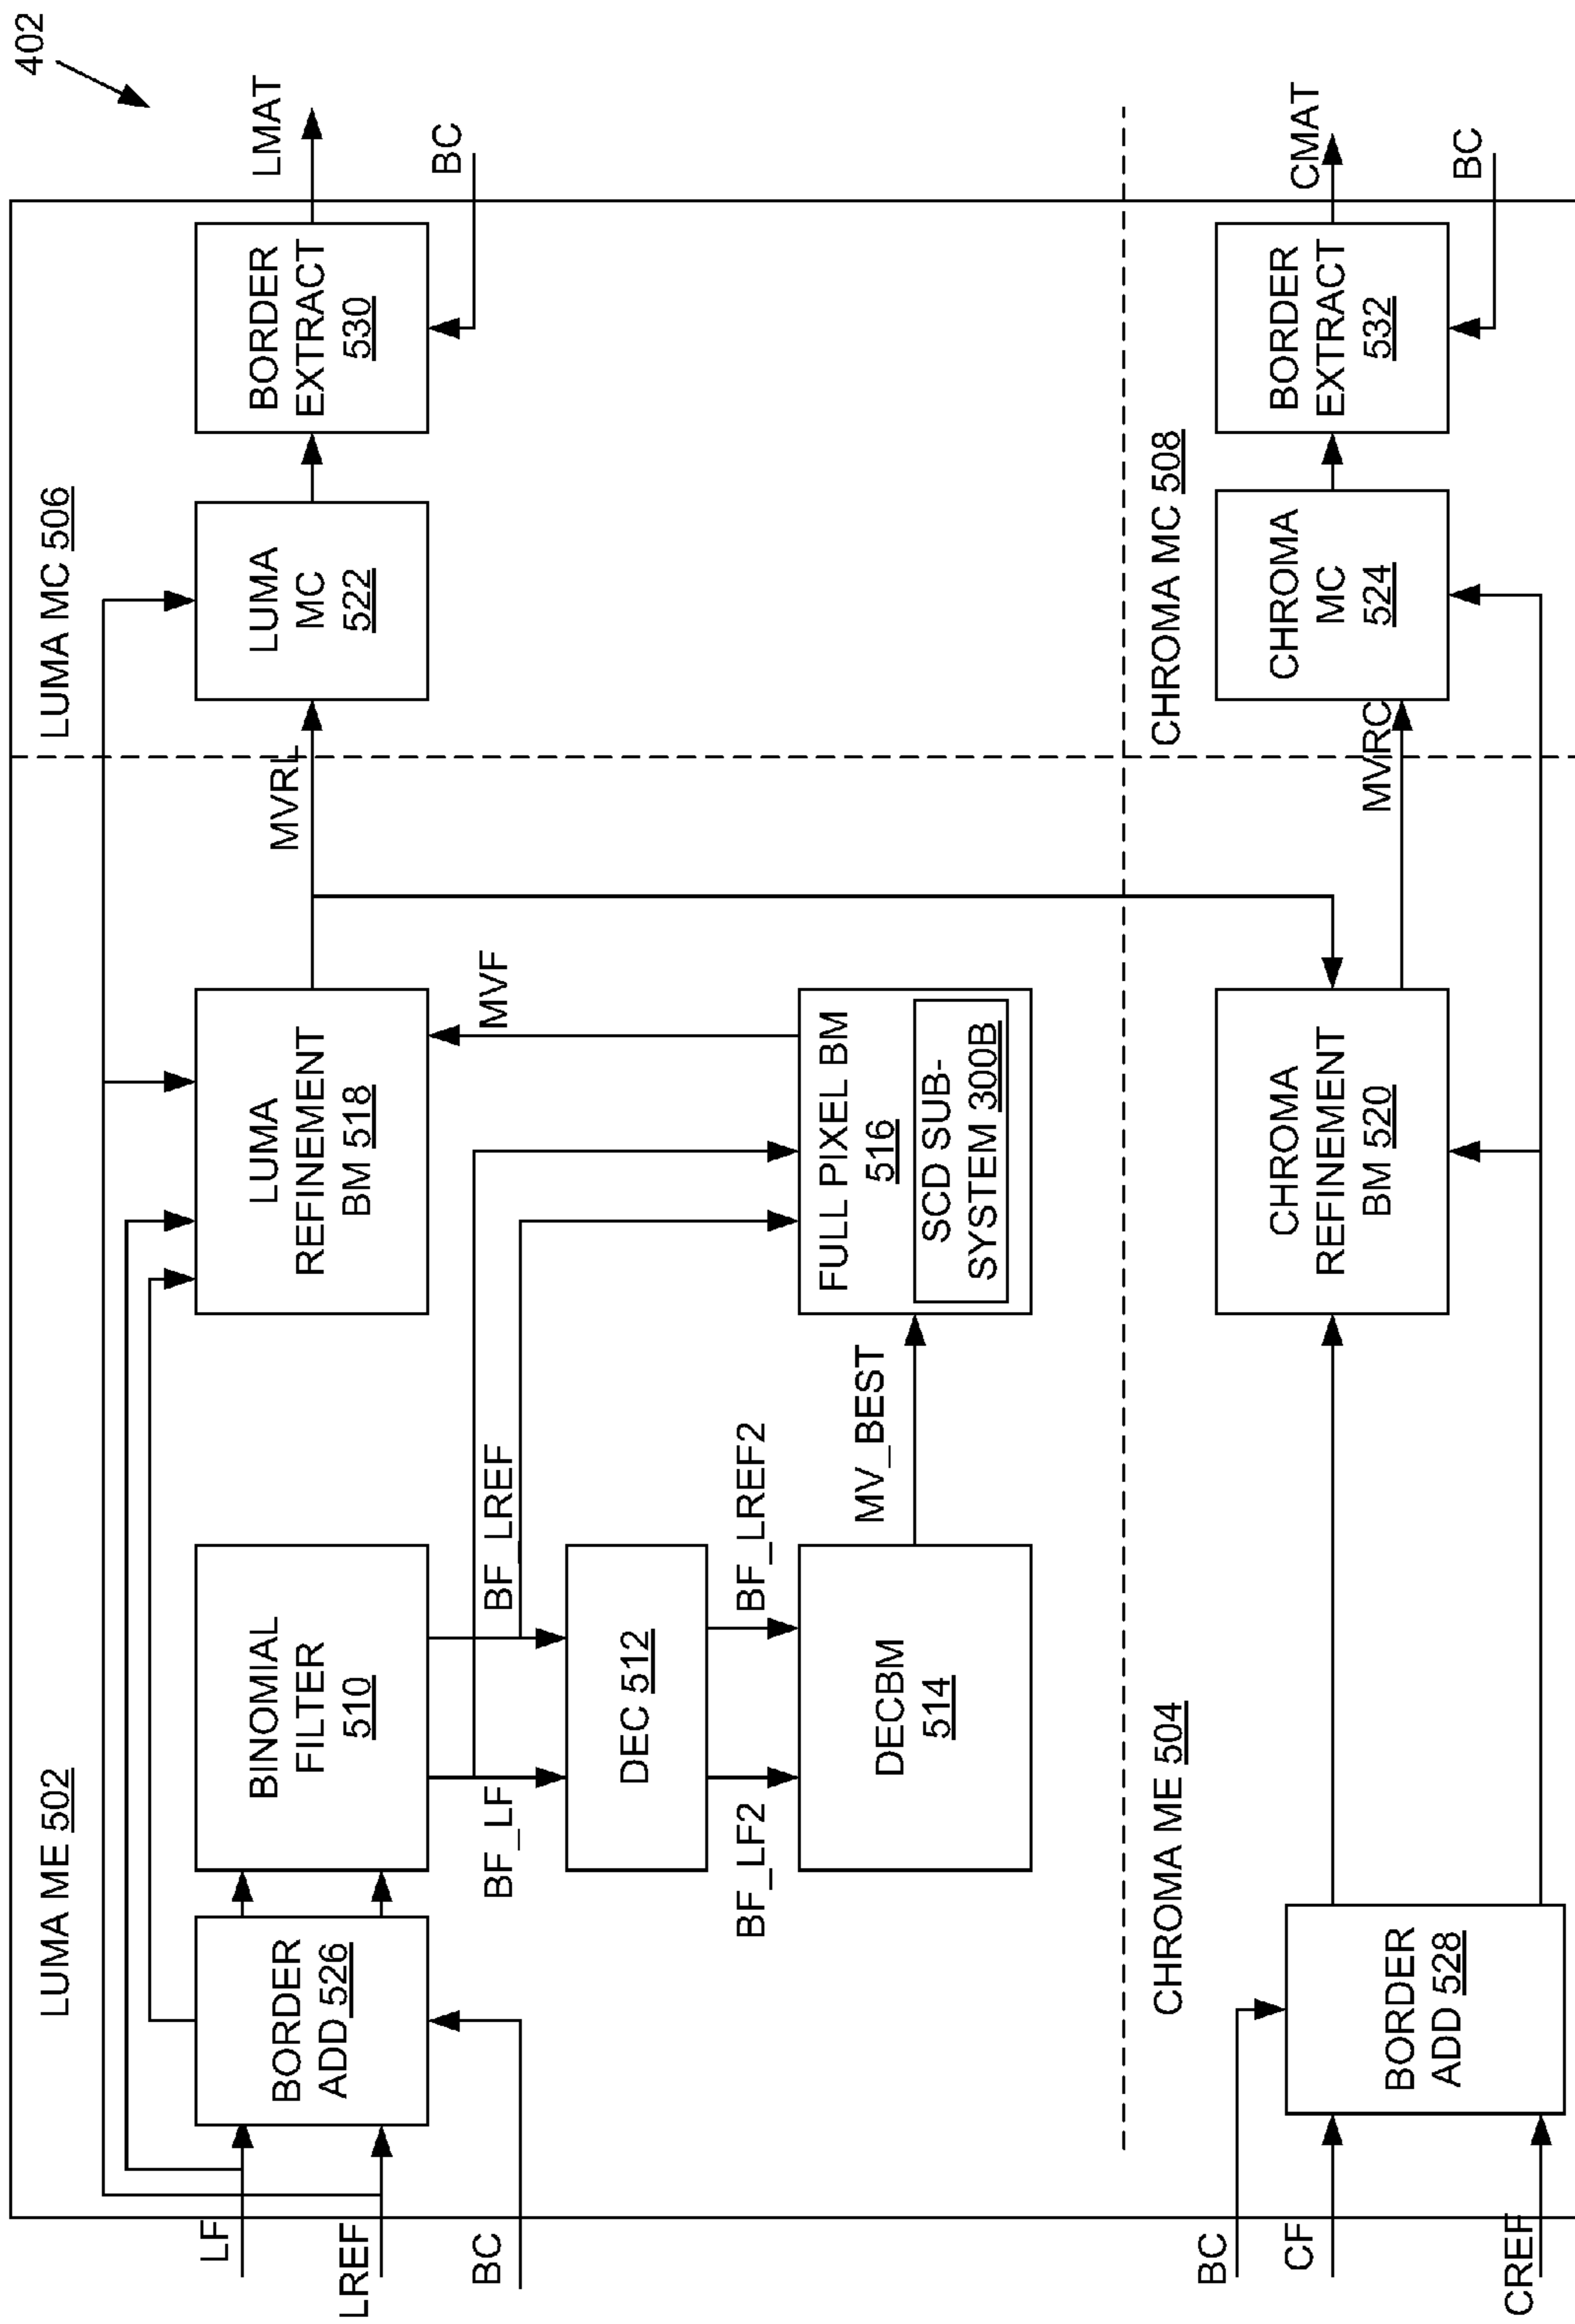 402
LUMA ME 502
LUMA MC 506
LF
LREF
BC
BORDER
ADD 526
BINOMIAL
FILTER
510
LUMA
REFINEMENT
BM 518
MVRL
LUMA
MC
522
BORDER
EXTRACT
530
LMAT
BC
BF_LF
BF_LREF
MVF
DEC 512
BF_LF2
BF_LREF2
DECBM
514
MV_BEST
FULL PIXEL BM
516
SCD SUB-
SYSTEM 300B
CHROMA ME 504
CHROMA MC 508
BC
CF
CREF
BORDER
ADD 528
CHROMA
REFINEMENT
BM 520
MVRC
CHROMA
MC
524
BORDER
EXTRACT
532
CMAT
BC